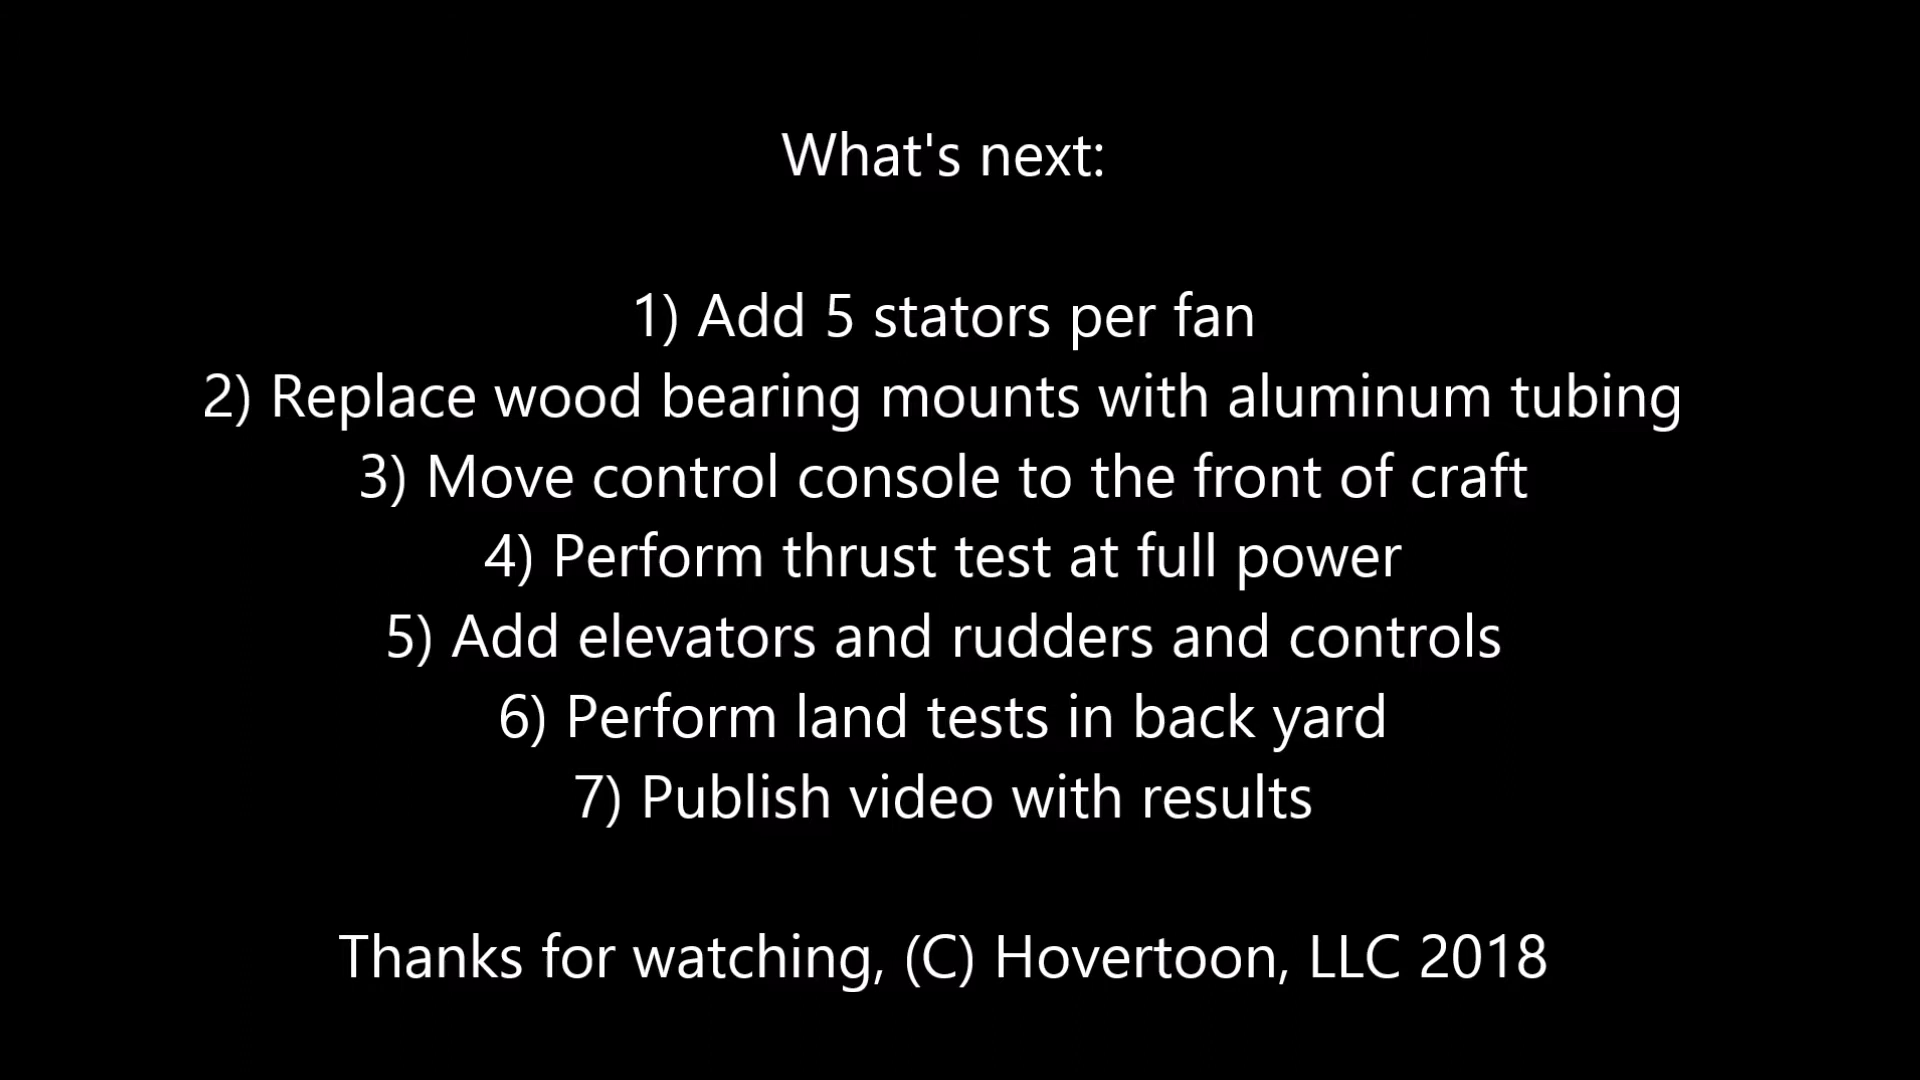 What's next:
1) Add 5 stators per fan
2) Replace wood bearing mounts with aluminum tubing
3) Move control console to the front of craft
4) Perform thrust test at full power
5) Add elevators and rudders and controls
6) Perform land tests in back yard
7) Publish video with results
Thanks for watching, (C) Hovertoon, LLC 2018